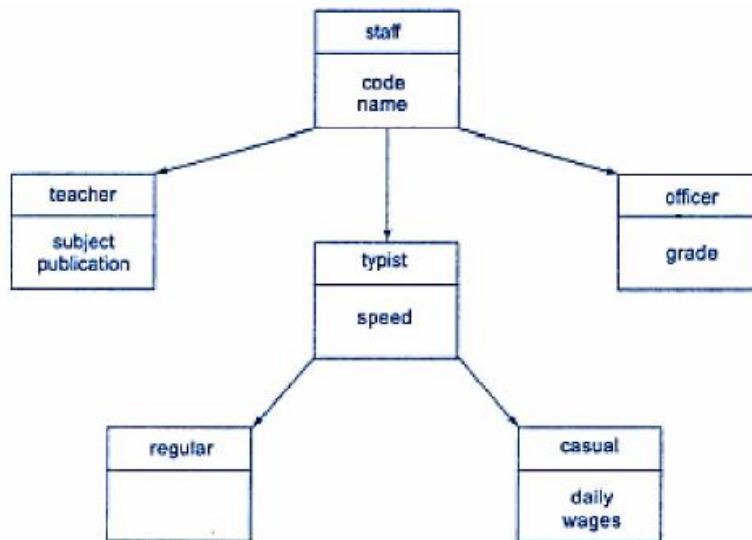 staff
code
name
teacher
subject
publication
officer
grade
typist
speed
regular
casual
daily
wages